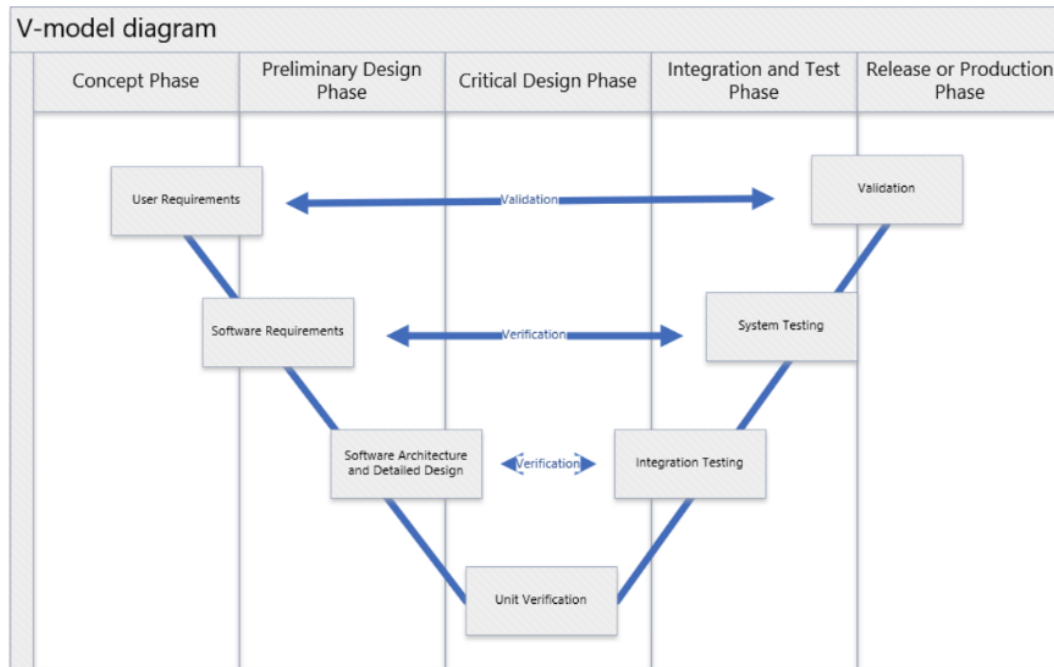 V-model diagram
Concept Phase
Preliminary Design
Phase
Critical Design Phase
Integration and Test
Phase
Release or Production
Phase
User Requirements
Validation
Validation
Software Requirements
Verification
System Testing
Software Architecture
and Detailed Design
Verification
Integration Testing
Unit Verification